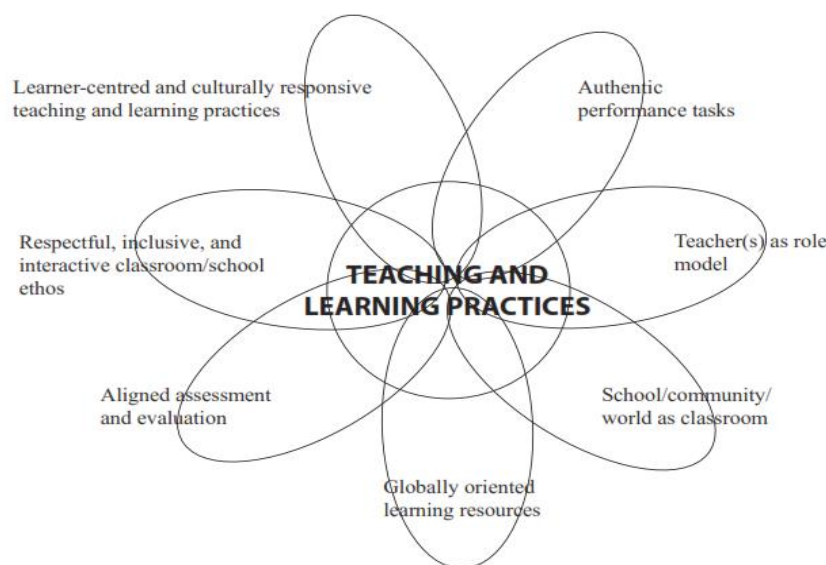 Learner-centred and culturally responsive
teaching and learning practices
Authentic
performance tasks
Respectful, inclusive, and
interactive classroom/school
ethos
TEACHING AND
LEARNING PRACTICES
Teacher(s) as role
model
Aligned assessment
and evaluation
School/community/
world as classroom
Globally oriented
learning resources